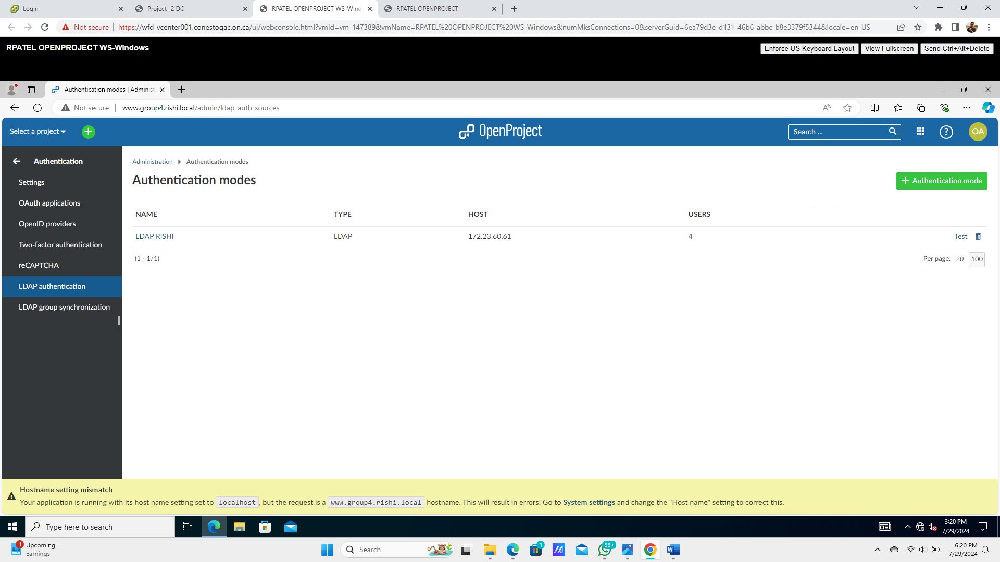 Login
Project -2 DC
RPATEL OPENPROJECT WS-Wind
RPATEL OPENPROJECT
Not secure
https://wfd-vcenter001.conestogac.on.ca/ui/webconsole.html?vmId=vm-147389&vmName=RPATEL%20OPENPROJECT%20WS-Windows&numMksConnections=0&serverGuid=6ea79d3e-d131-46b6-abbc-b8e3379f5344&locale=en-US
RPATEL OPENPROJECT WS-Windows
Enforce US Keyboard Layout
View Fullscreen
Send Ctrl+Alt+Delete
Authentication modes | Administ
Not secure
www.group4.rishi.local/admin/ldap_auth_sources
Select a project
OpenProject
Search ...
OA
Authentication
Settings
OAuth applications
OpenID providers
Two-factor authentication
reCAPTCHA
LDAP authentication
LDAP group synchronization
Administration
Authentication modes
Authentication modes
+ Authentication mode
NAME TYPE HOST USERS
LDAP RISHI LDAP 172.23.60.61 4 Test
(1 - 1/1)
Per page: 20 100
Hostname setting mismatch
Your application is running with its host name setting set to localhost, but the request is a www.group4.rishi.local hostname. This will result in errors! Go to System settings and change the "Host name" setting to correct this.
Type here to search
3:20 PM
7/29/2024
1
Upcoming
Earnings
Search
1
99+
6:20 PM
7/29/2024